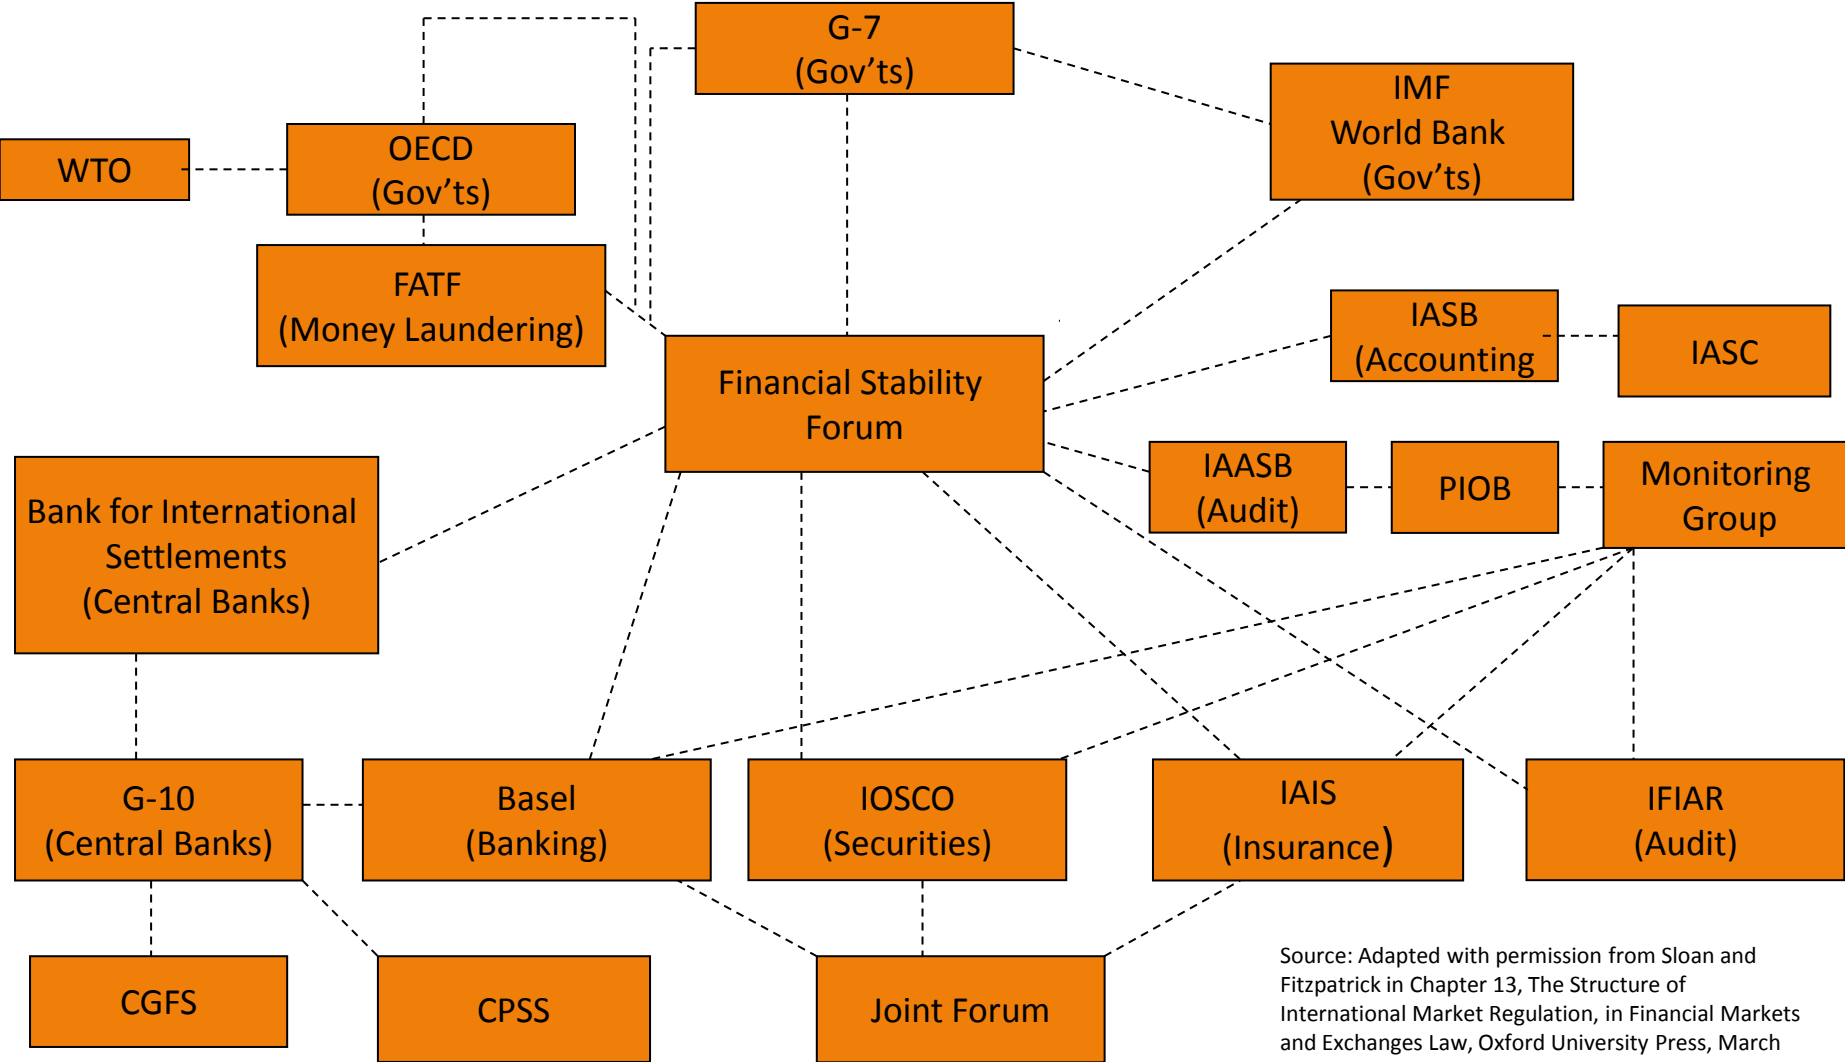 G-7
(Gov'ts)
IMF
World Bank
(Gov'ts)
WTO
OECD
(Gov’ts)
FATF
(Money Laundering)
IASB
(Accounting
IASC
Financial Stability
Forum
IAASB
(Audit)
PIOB
Monitoring
Group
Bank for International
Settlements
(Central Banks)
G-10
(Central Banks)
Basel
(Banking)
IOSCO
(Securities)
IAIS
(Insurance)
IFIAR
(Audit)
CGFS
CPSS
Joint Forum
Source: Adapted with permission from Sloan and
Fitzpatrick in Chapter 13, The Structure of
International Market Regulation, in Financial Markets
and Exchanges Law, Oxford University Press, March